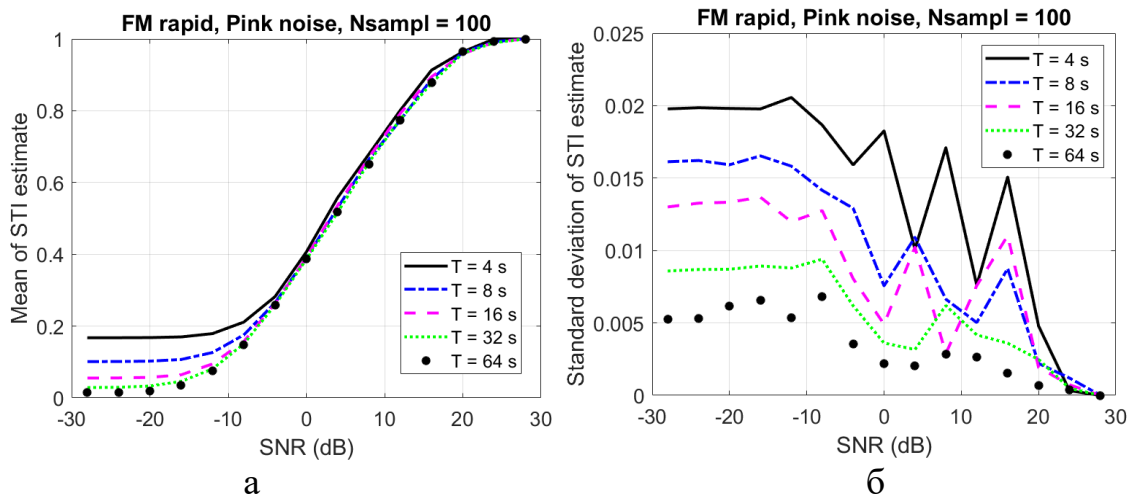 FM rapid, Pink noise, Nsampl = 100
Mean of STI estimate
1
0.8
0.6
0.4
0.2
0
-30
-20
-10
0
10
20
30
SNR (dB)
T = 4 s
T = 8 s
T = 16 s
T = 32 s
T = 64 s
а
FM rapid, Pink noise, Nsampl = 100
Standard deviation of STI estimate
0.025
0.02
0.015
0.01
0.005
0
-30
-20
-10
0
10
20
30
SNR (dB)
T = 4 s
T = 8 s
T = 16 s
T = 32 s
T = 64 s
б